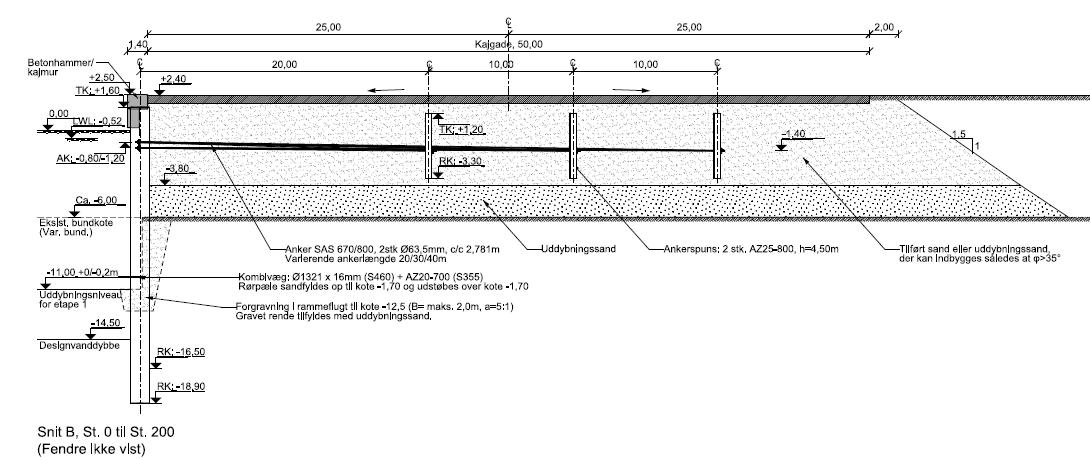 25,00
25,00
2,00
1,40
Kajgade, 50,00
Betonhammer/
kajmur
20,00
10,00
10,00
+2,50
+2,40
TK: +1,60
0,00
LWL: -0,52
TK: +1,20
-1,40
1.5
1
AK: -0,80/-1,20
RK: -3,30
-3,80
Ca. -6,00
Eksist. bundkote
(Var. bund.)
Anker SAS 670/800, 2stk Ø63,5mm, c/c 2,781m
Varierende ankerlængde 20/30/40m
Uddybningssand
Ankerspuns: 2 stk. AZ25-800, h=4,50m
Tilført sand eller uddybningssand,
der kan indbygges således at φ>35°
-11,00 +0/-0,2m
Kombivæg: Ø1321 x 16mm (S460) + AZ20-700 (S355)
Rørpæle sandfyldes op til kote -1,70 og udstøbes over kote -1,70
Uddybningsniveau
for etape 1
Forgravning i rammeflugt til kote -12,5 (B= maks. 2,0m, a=5:1)
Gravet rende tilfyldes med uddybningssand.
-14,50
Designvanddybde
RK: -16,50
RK: -18,90
Snit B, St. 0 til St. 200
(Fendre ikke vist)